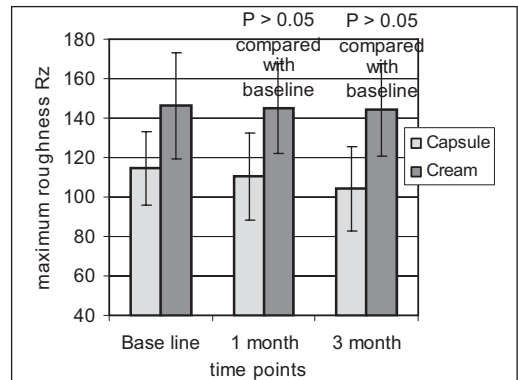 P > 0.05
compared
with
baseline
P > 0.05
compared
with
baseline
maximum roughness Rz
180
160
140
120
100
80
60
40
Capsule
Cream
Base line
1 month
3 month
time points